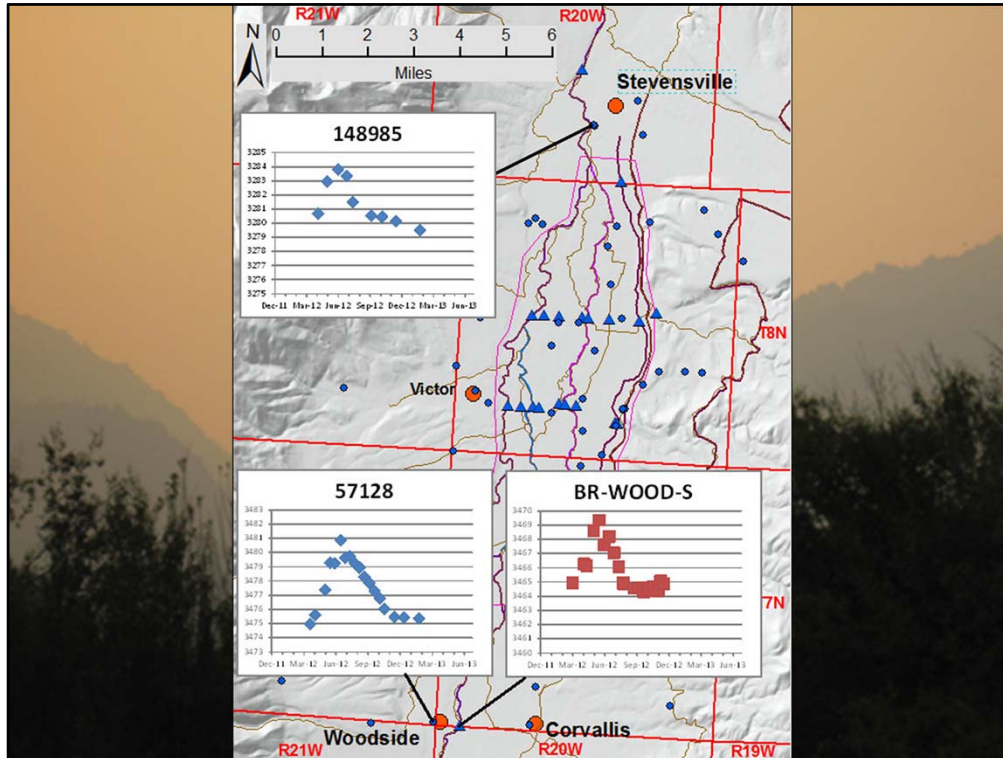 R21W
R20W
N
0 1 2 3 4 5 6
Miles
Stevensville
148985
3285
3284
3283
3282
3281
3280
3279
3278
3277
3276
3275
Dec-11 Mar-12 Jun-12 Sep-12 Dec-12 Mar-13 Jun-13
T8N
Victor
57128
3483
3482
3481
3480
3479
3478
3477
3476
3475
3474
3473
Dec-11 Mar-12 Jun-12 Sep-12 Dec-12 Mar-13 Jun-13
BR-WOOD-S
3470
3469
3468
3467
3466
3465
3464
3463
3462
3461
3460
Dec-11 Mar-12 Jun-12 Sep-12 Dec-12 Mar-13 Jun-13
7N
Woodside
Corvallis
R21W
R20W
R19W